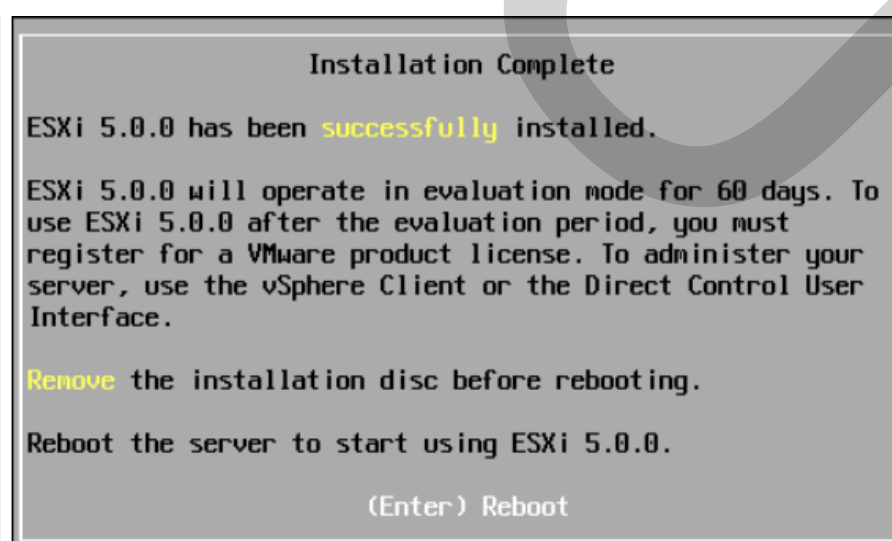 Installation Complete
ESXi 5.0.0 has been successfully installed.
ESXi 5.0.0 will operate in evaluation mode for 60 days. To
use ESXi 5.0.0 after the evaluation period, you must
register for a VMware product license. To administer your
server, use the vSphere Client or the Direct Control User
Interface.
Remove the installation disc before rebooting.
Reboot the server to start using ESXi 5.0.0.
(Enter) Reboot